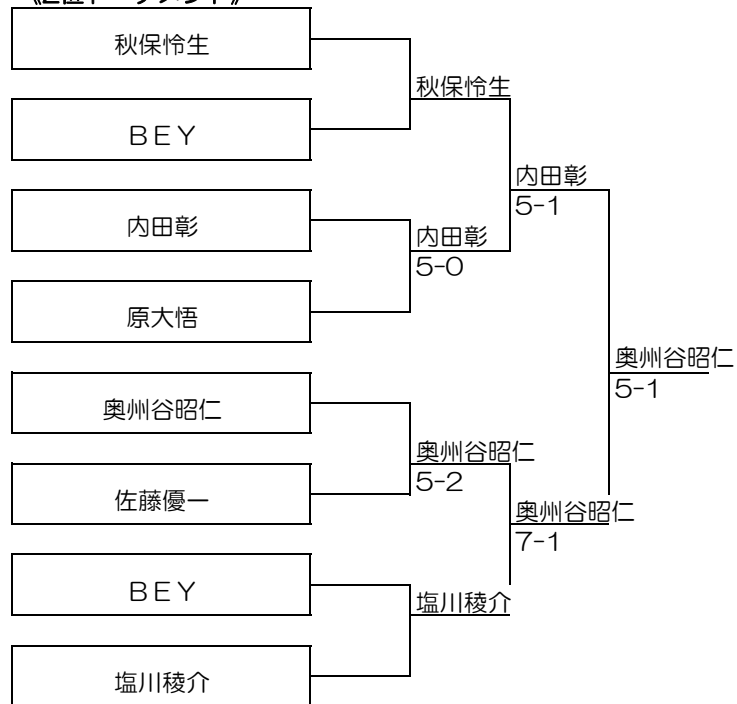 秋保怜生
秋保怜生
BEY
内田彰
5-1
内田彰
内田彰
5-0
原大悟
奥州谷昭仁
5-1
奥州谷昭仁
奥州谷昭仁
5-2
佐藤優一
奥州谷昭仁
7-1
BEY
塩川稜介
塩川稜介